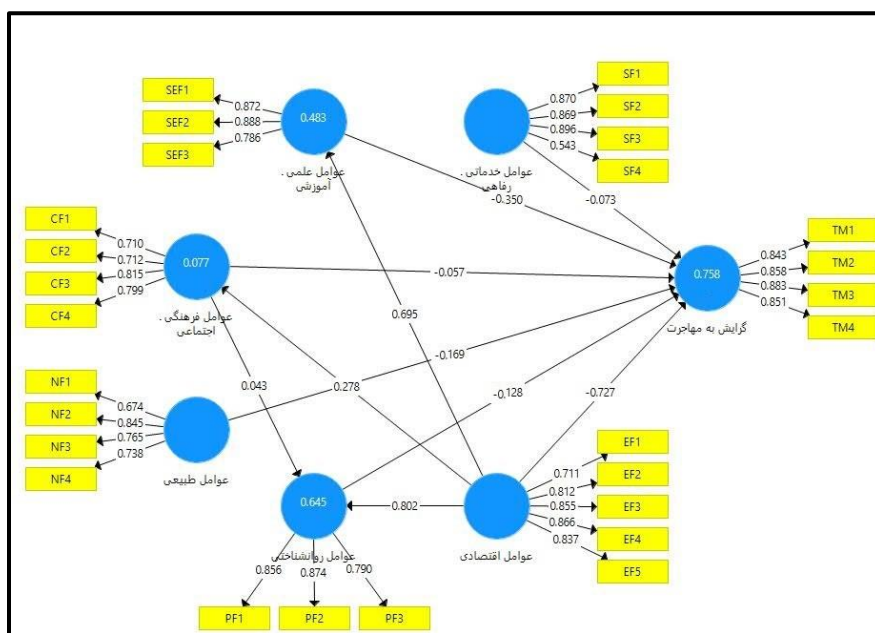 SEF1
SEF2
SEF3
0.872
0.888
0.786
0.483
عوامل علمی .
آموزشی
SF1
SF2
SF3
SF4
0.870
0.869
0.896
0.543
عوامل خدماتی .
رفاهی
-0.350
-0.073
CF1
CF2
CF3
CF4
0.710
0.712
0.815
0.799
0.077
عوامل فرهنگی .
اجتماعی
-0.057
0.695
TM1
TM2
TM3
TM4
0.843
0.858
0.883
0.851
0.758
گرایش به مهاجرت
NF1
NF2
NF3
NF4
0.674
0.845
0.765
0.738
عوامل طبیعی
0.043
0.278
-0.169
-0.128
-0.727
0.645
عوامل روانشناختی
0.802
عوامل اقتصادی
EF1
EF2
EF3
EF4
EF5
0.711
0.812
0.855
0.866
0.837
0.856
0.874
0.790
PF1
PF2
PF3